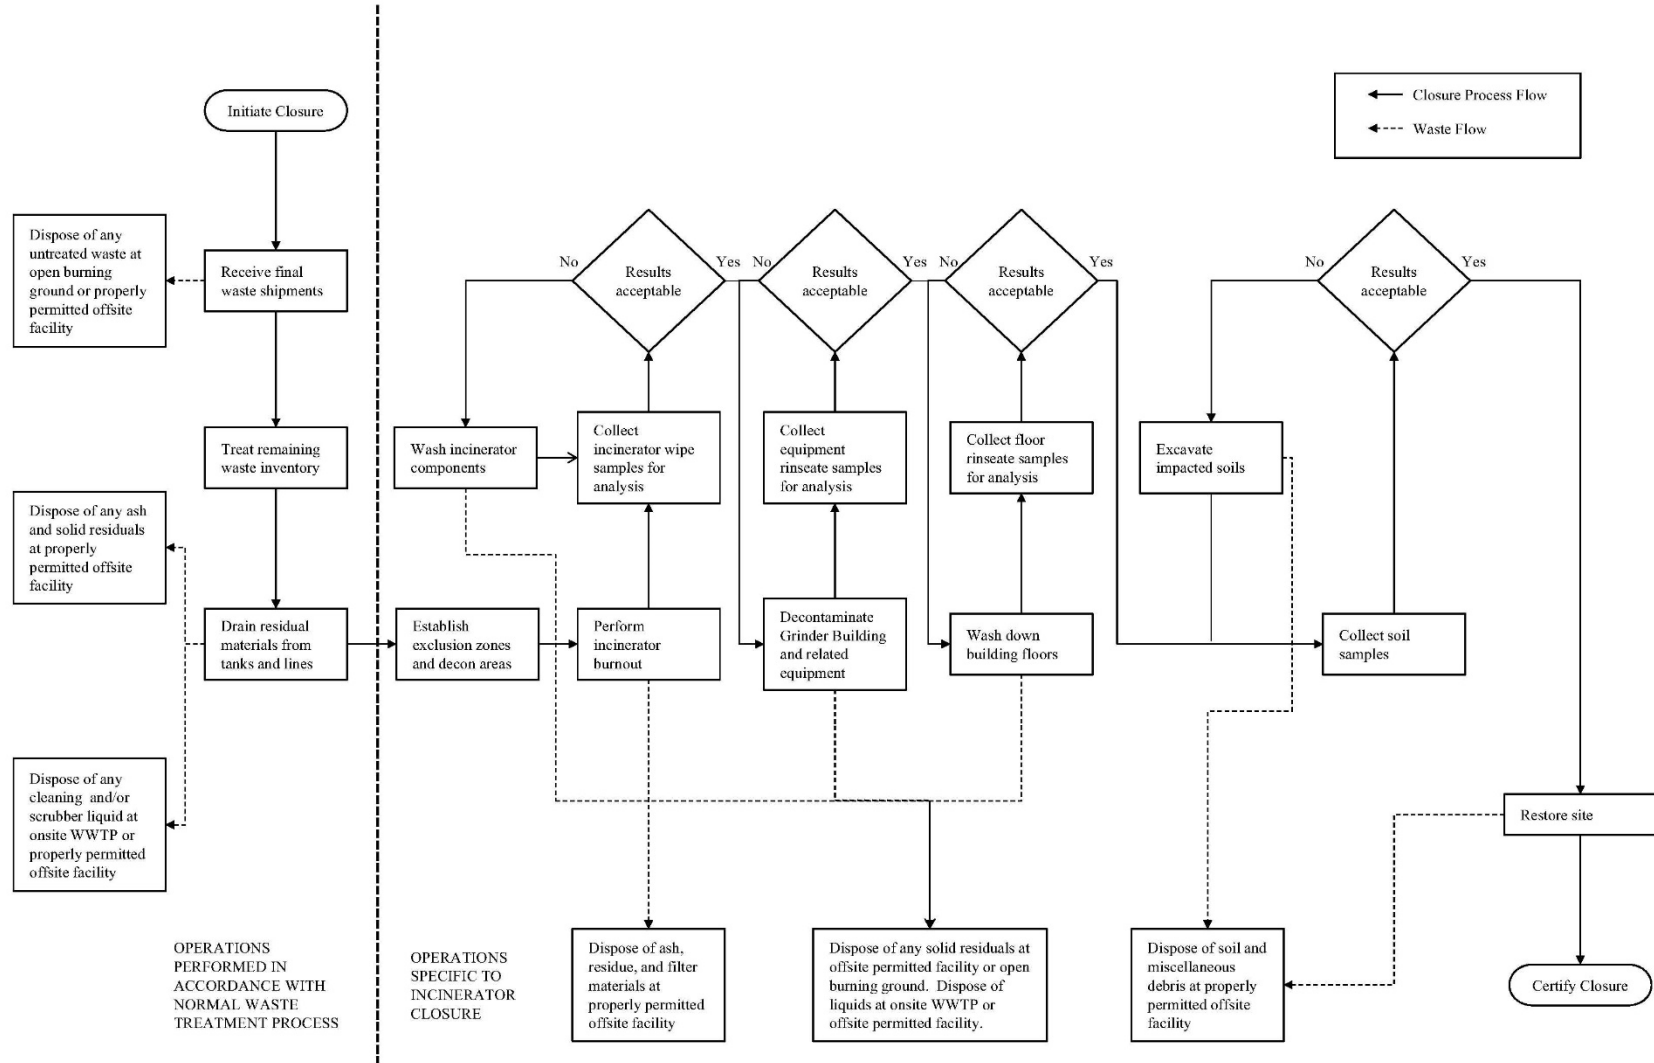 Initiate Closure
Closure Process Flow
Waste Flow
Dispose of any
untreated waste at
open burning
ground or properly
permitted offsite
facility
Receive final
waste shipments
No
Results
acceptable
Yes
No
Results
acceptable
Yes
No
Results
acceptable
Yes
No
Results
acceptable
Yes
Treat remaining
waste inventory
Wash incinerator
components
Collect
incinerator wipe
samples for
analysis
Collect
equipment
rinseate samples
for analysis
Collect floor
rinseate samples
for analysis
Excavate
impacted soils
Dispose of any ash
and solid residuals
at properly
permitted offsite
facility
Drain residual
materials from
tanks and lines
Establish
exclusion zones
and decon areas
Perform
incinerator
burnout
Decontaminate
Grinder Building
and related
equipment
Wash down
building floors
Collect soil
samples
Dispose of any
cleaning and/or
scrubber liquid at
onsite WWTP or
properly permitted
offsite facility
Restore site
OPERATIONS
PERFORMED IN
ACCORDANCE WITH
NORMAL WASTE
TREATMENT PROCESS
OPERATIONS
SPECIFIC TO
INCINERATOR
CLOSURE
Dispose of ash,
residue, and filter
materials at
properly permitted
offsite facility
Dispose of any solid residuals at
offsite permitted facility or open
burning ground. Dispose of
liquids at onsite WWTP or
offsite permitted facility.
Dispose of soil and
miscellaneous
debris at properly
permitted offsite
facility
Certify Closure